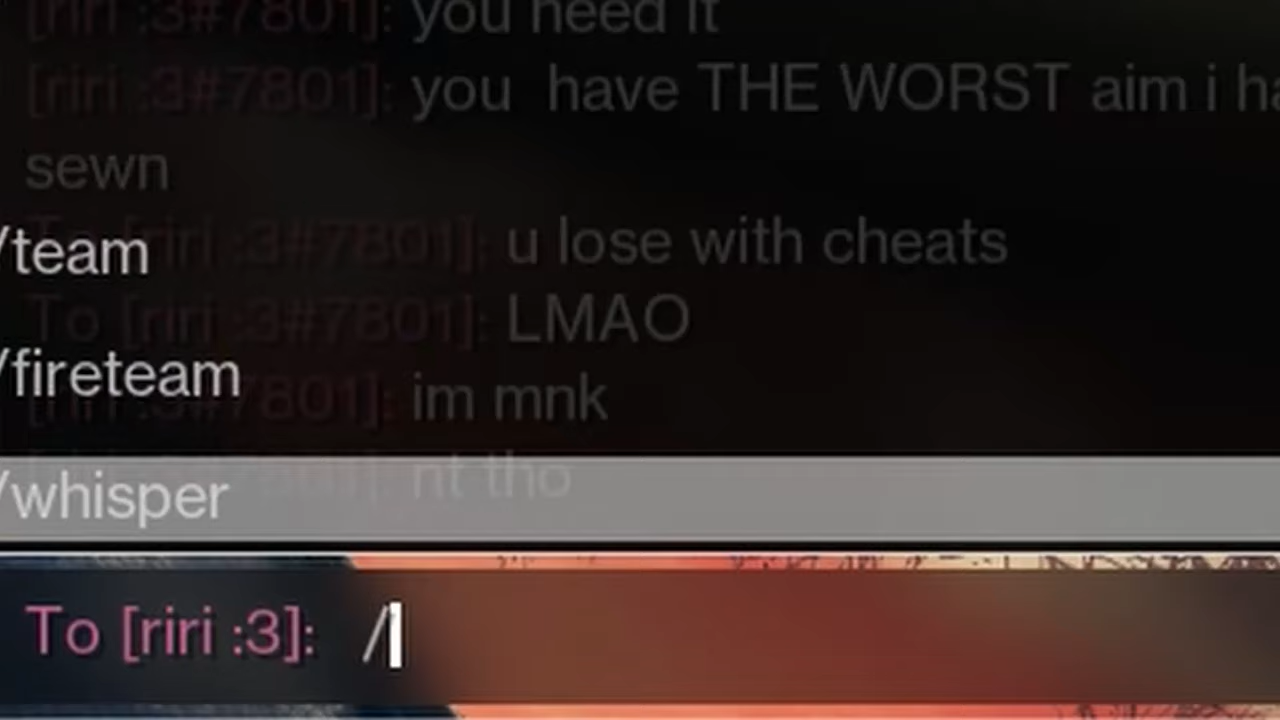 [riri :3#7801]: you need it
[riri :3#7801]: you have THE WORST aim i ha
sewn
/team
To [riri :3#7801]: u lose with cheats
To [riri :3#7801]: LMAO
/fireteam
[riri :3#7801]: im mnk
/whisper
nt tho
To [riri :3]: /